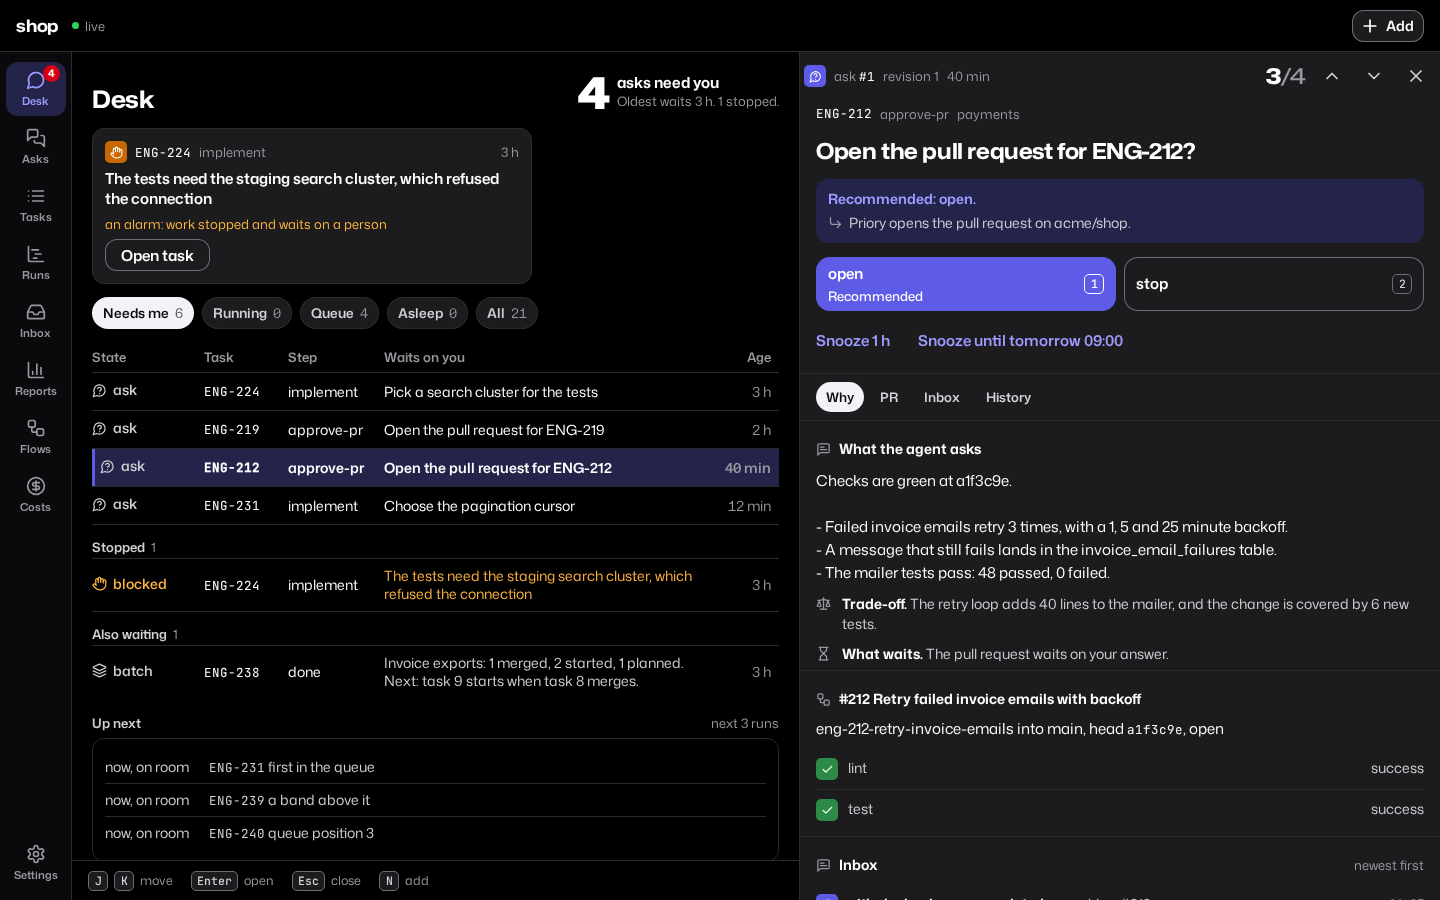 shop live
Add
4
Desk
Asks
Tasks
Runs
Inbox
Reports
Flows
Costs
Settings
Desk
4 asks need you
Oldest waits 3 h. 1 stopped.
ENG-224 implement 3 h
The tests need the staging search cluster, which refused
the connection
an alarm: work stopped and waits on a person
Open task
Needs me 6 Running 0 Queue 4 Asleep 0 All 21
State Task Step Waits on you Age
ask ENG-224 implement Pick a search cluster for the tests 3 h
ask ENG-219 approve-pr Open the pull request for ENG-219 2 h
ask ENG-212 approve-pr Open the pull request for ENG-212 40 min
ask ENG-231 implement Choose the pagination cursor 12 min
Stopped 1
blocked ENG-224 implement The tests need the staging search cluster, which 3 h
refused the connection
Also waiting 1
batch ENG-238 done Invoice exports: 1 merged, 2 started, 1 planned. 3 h
Next: task 9 starts when task 8 merges.
Up next next 3 runs
now, on room ENG-231 first in the queue
now, on room ENG-239 a band above it
now, on room ENG-240 queue position 3
J K move Enter open Esc close N add
ask #1 revision 1 40 min 3/4
ENG-212 approve-pr payments
Open the pull request for ENG-212?
Recommended: open.
Priory opens the pull request on acme/shop.
open 1
Recommended
stop 2
Snooze 1 h Snooze until tomorrow 09:00
Why PR Inbox History
What the agent asks
Checks are green at a1f3c9e.
- Failed invoice emails retry 3 times, with a 1, 5 and 25 minute backoff.
- A message that still fails lands in the invoice_email_failures table.
- The mailer tests pass: 48 passed, 0 failed.
Trade-off. The retry loop adds 40 lines to the mailer, and the change is covered by 6 new
tests.
What waits. The pull request waits on your answer.
#212 Retry failed invoice emails with backoff
eng-212-retry-invoice-emails into main, head a1f3c9e, open
lint success
test success
Inbox newest first